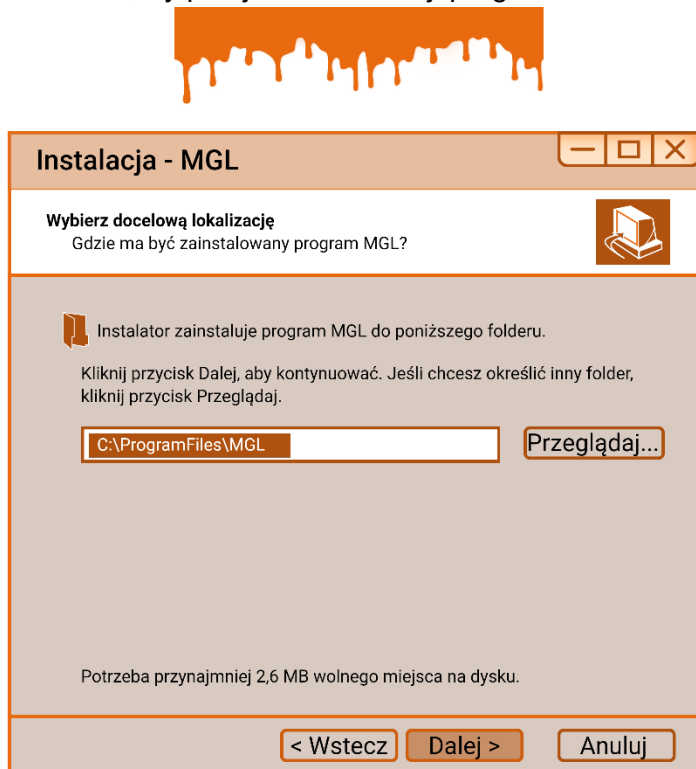 Instalacja - MGL
Wybierz docelową lokalizację
Gdzie ma być zainstalowany program MGL?
Instalator zainstaluje program MGL do poniższego folderu.
Kliknij przycisk Dalej, aby kontynuować. Jeśli chcesz określić inny folder,
kliknij przycisk Przeglądaj.
C:\ProgramFiles\MGL
Przeglądaj...
Potrzeba przynajmniej 2,6 MB wolnego miejsca na dysku.
< Wstecz
Dalej >
Anuluj